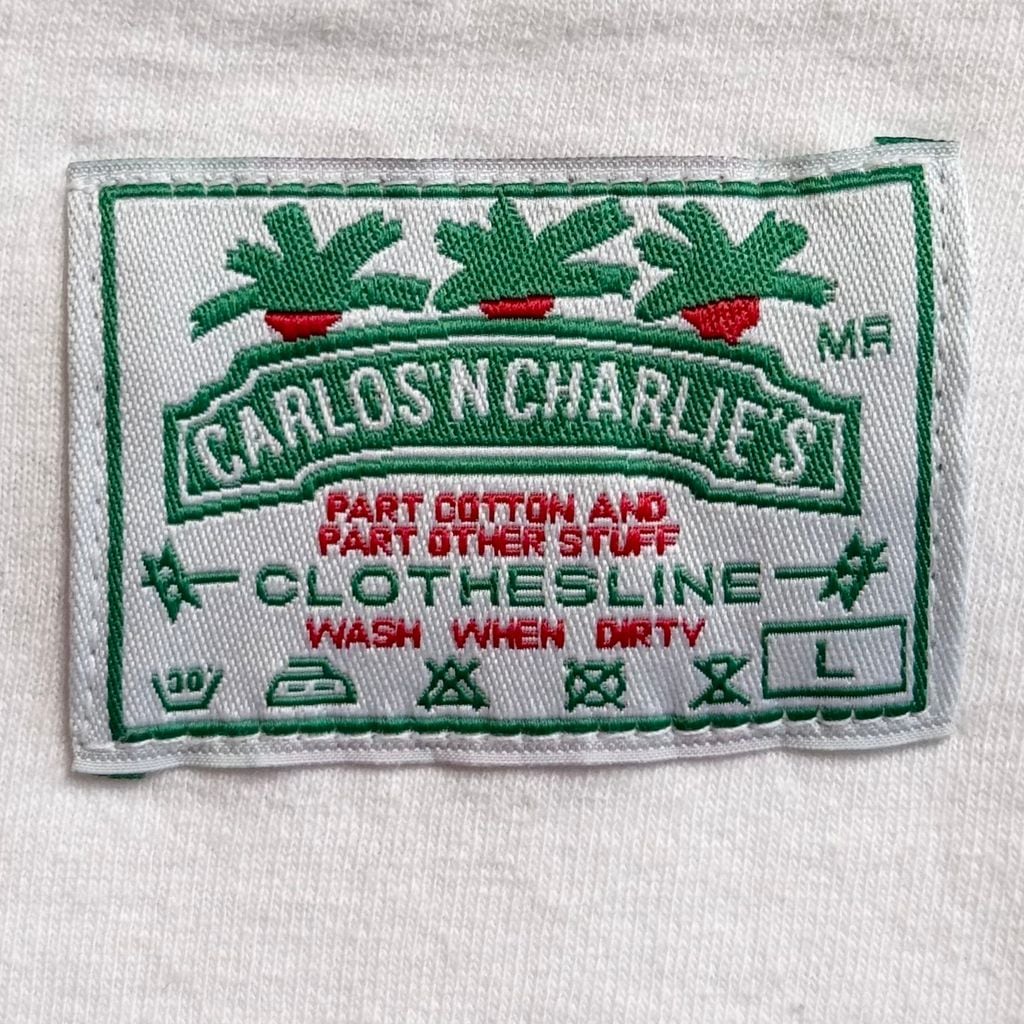 MR
CARLOS'N CHARLIE'S
PART COTTON AND
PART OTHER STUFF
CLOTHESLINE
WASH WHEN DIRTY
30
L